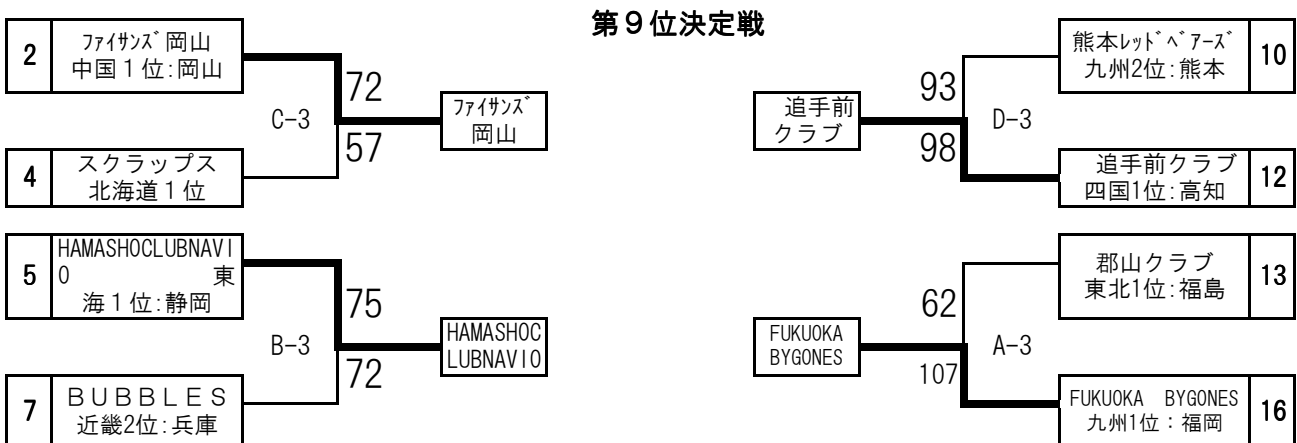 第９位決定戦
2
ﾌｧｲｻﾝｽﾞ岡山
中国１位:岡山
72
C-3
57
ﾌｧｲｻﾝｽﾞ
岡山
4
スクラップス
北海道１位
5
HAMASHOCLUBNAVI
O 東
海１位:静岡
75
B-3
72
HAMASHOC
LUBNAVIO
7
ＢＵＢＢＬＥＳ
近畿2位:兵庫
熊本ﾚｯﾄﾞﾍﾞｱｰｽﾞ
九州2位:熊本
10
93
D-3
98
追手前
クラブ
追手前クラブ
四国1位:高知
12
郡山クラブ
東北1位:福島
13
62
A-3
107
FUKUOKA
BYGONES
FUKUOKA　BYGONES
九州1位：福岡
16